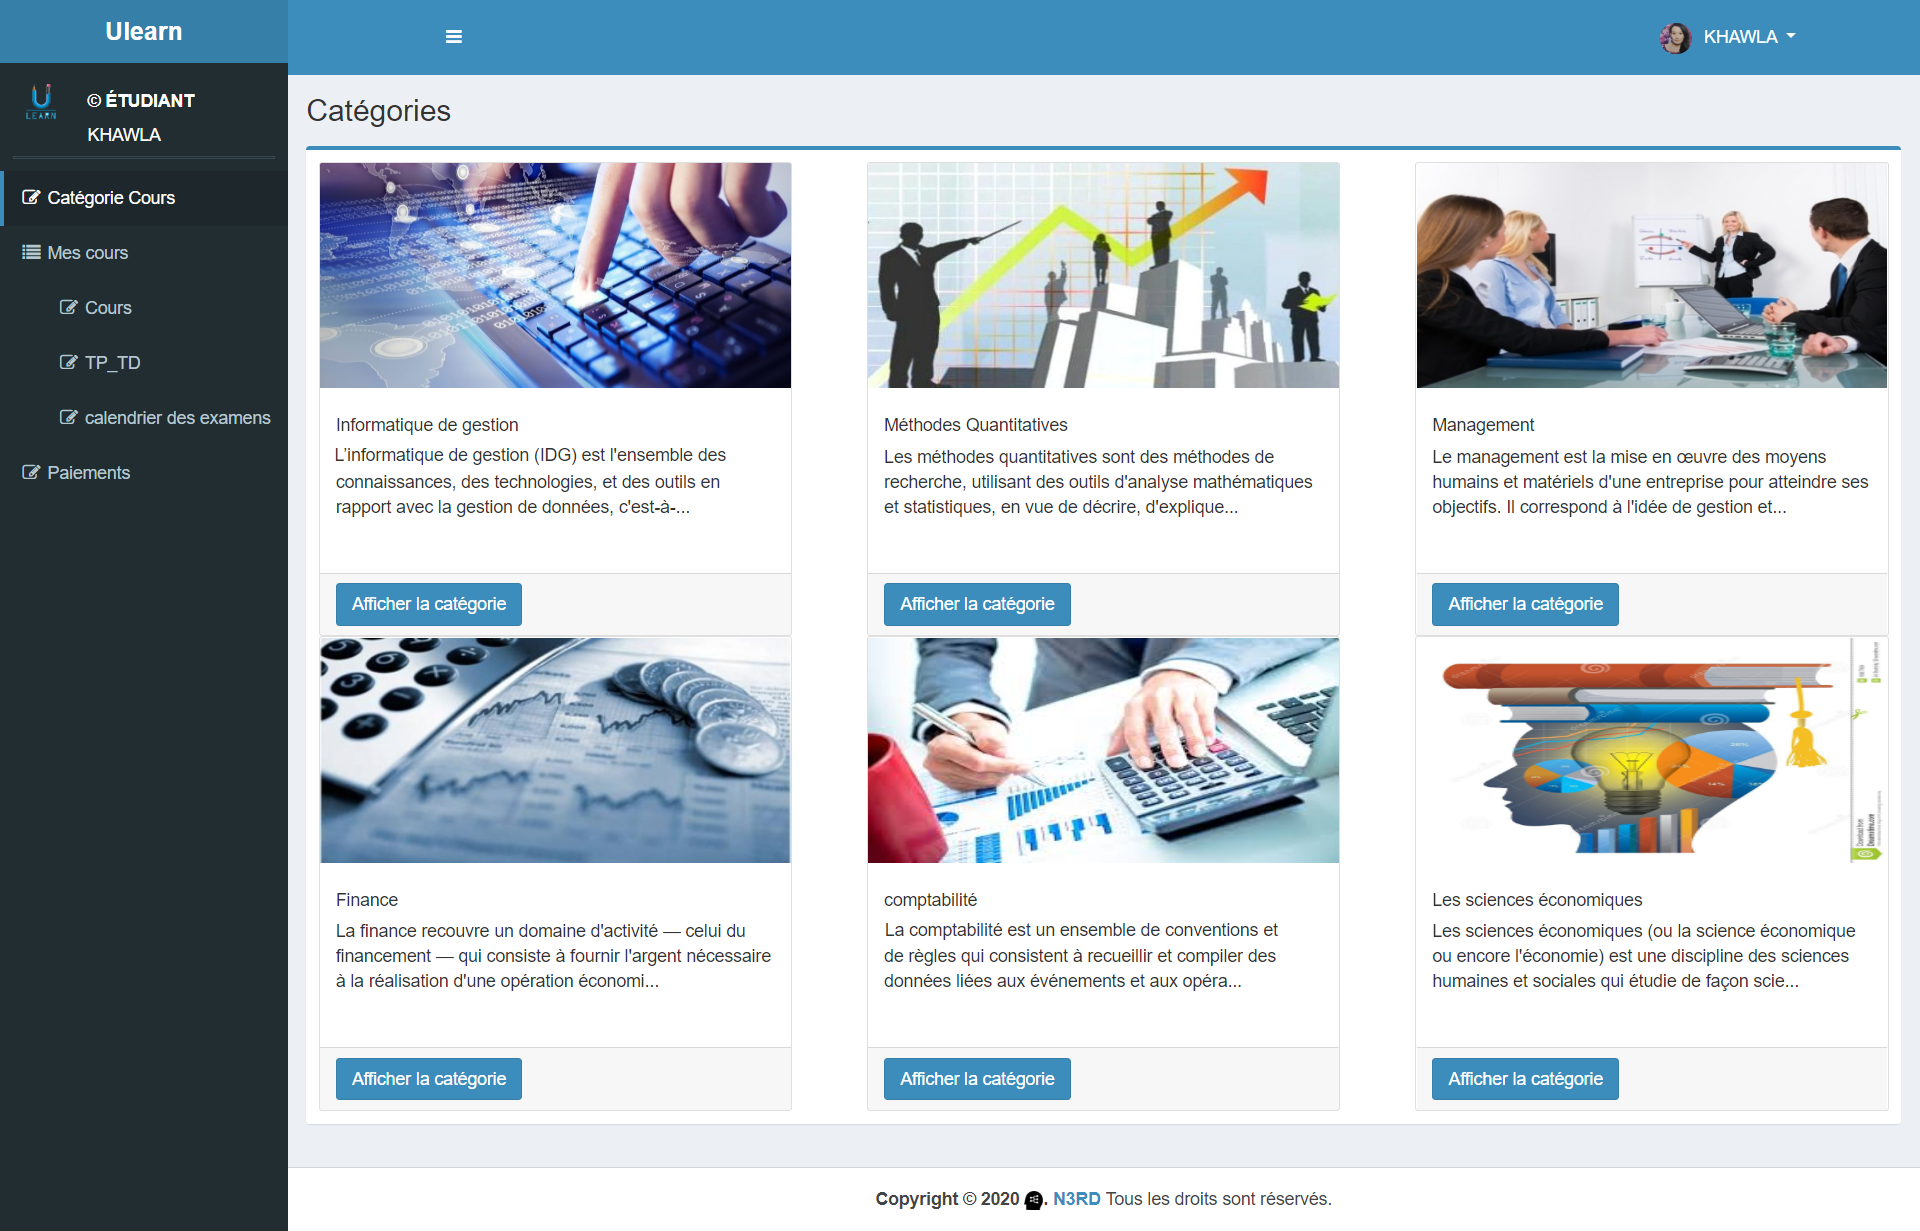 Ulearn
KHAWLA
LEARN
© ÉTUDIANT
KHAWLA
Catégorie Cours
Mes cours
Cours
TP_TD
calendrier des examens
Paiements
Catégories
Informatique de gestion
L'informatique de gestion (IDG) est l'ensemble des
connaissances, des technologies, et des outils en
rapport avec la gestion de données, c'est-à-...
Afficher la catégorie
Méthodes Quantitatives
Les méthodes quantitatives sont des méthodes de
recherche, utilisant des outils d'analyse mathématiques
et statistiques, en vue de décrire, d'explique...
Afficher la catégorie
Management
Le management est la mise en œuvre des moyens
humains et matériels d'une entreprise pour atteindre ses
objectifs. Il correspond à l'idée de gestion et...
Afficher la catégorie
Finance
La finance recouvre un domaine d'activité — celui du
financement — qui consiste à fournir l'argent nécessaire
à la réalisation d'une opération économi...
Afficher la catégorie
comptabilité
La comptabilité est un ensemble de conventions et
de règles qui consistent à recueillir et compiler des
données liées aux événements et aux opéra...
Afficher la catégorie
Les sciences économiques
Les sciences économiques (ou la science économique
ou encore l'économie) est une discipline des sciences
humaines et sociales qui étudie de façon scie...
Afficher la catégorie
Copyright © 2020 . N3RD Tous les droits sont réservés.